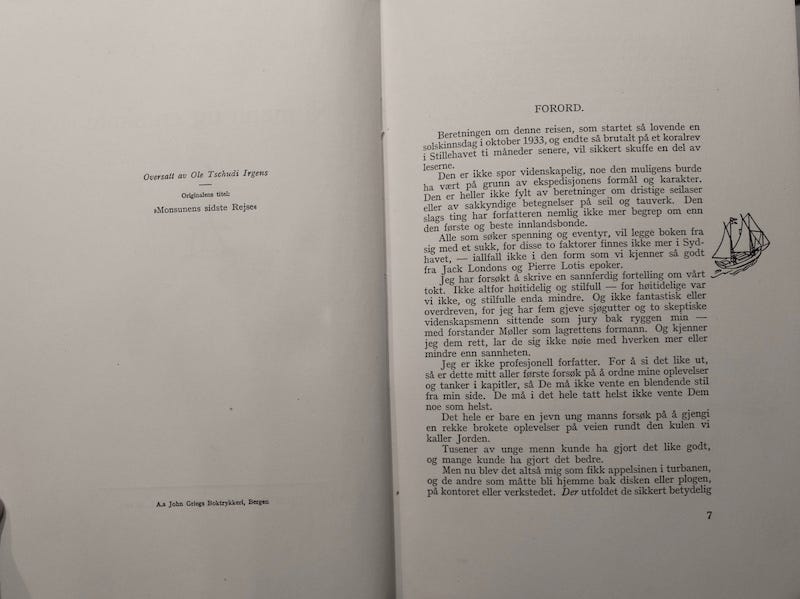 Oversatt av Ole Tschudi Irgens
Originalens titel:
»Monsunens sidste Rejse«
A.s John Griegs Boktrykkeri, Bergen
FORORD.
Beretningen om denne reisen, som startet så lovende en
solskinnsdag i oktober 1933, og endte så brutalt på et koralrev
i Stillehavet ti måneder senere, vil sikkert skuffe en del av
leserne.
Den er ikke spor videnskapelig, noe den muligens burde
ha vært på grunn av ekspedisjonens formål og karakter.
Den er heller ikke fylt av beretninger om dristige seilaser
eller av sakkyndige betegnelser på seil og tauverk. Den
slags ting har forfatteren nemlig ikke mer begrep om enn
den første og beste innlandsbonde.
Alle som søker spenning og eventyr, vil legge boken fra
sig med et sukk, for disse to faktorer finnes ikke mer i Syd-
havet, — iallfall ikke i den form som vi kjenner så godt
fra Jack Londons og Pierre Lotis epoker.
Jeg har forsøkt å skrive en sannferdig fortelling om vårt
tokt. Ikke altfor høitidelig og stilfull — for høitidelige var
vi ikke, og stilfulle enda mindre. Og ikke fantastisk eller
overdreven, for jeg har fem gjeve sjøgutter og to skeptiske
videnskapsmenn sittende som jury bak ryggen min —
med forstander Møller som lagrettens formann. Og kjenner
jeg dem rett, lar de sig ikke nøie med hverken mer eller
mindre enn sannheten.
Jeg er ikke profesjonell forfatter. For å si det like ut,
så er dette mitt aller første forsøk på å ordne mine oplevelser
og tanker i kapitler, så De må ikke vente en blendende stil
fra min side. De må i det hele tatt helst ikke vente Dem
noe som helst.
Det hele er bare en jevn ung manns forsøk på å gjengi
en rekke brokete oplevelser på veien rundt den kulen vi
kaller Jorden.
Tusener av unge menn kunde ha gjort det like godt,
og mange kunde ha gjort det bedre.
Men nu blev det altså mig som fikk appelsinen i turbanen,
og de andre som måtte bli hjemme bak disken eller plogen,
på kontoret eller verkstedet. Der utfoldet de sikkert betydelig
7